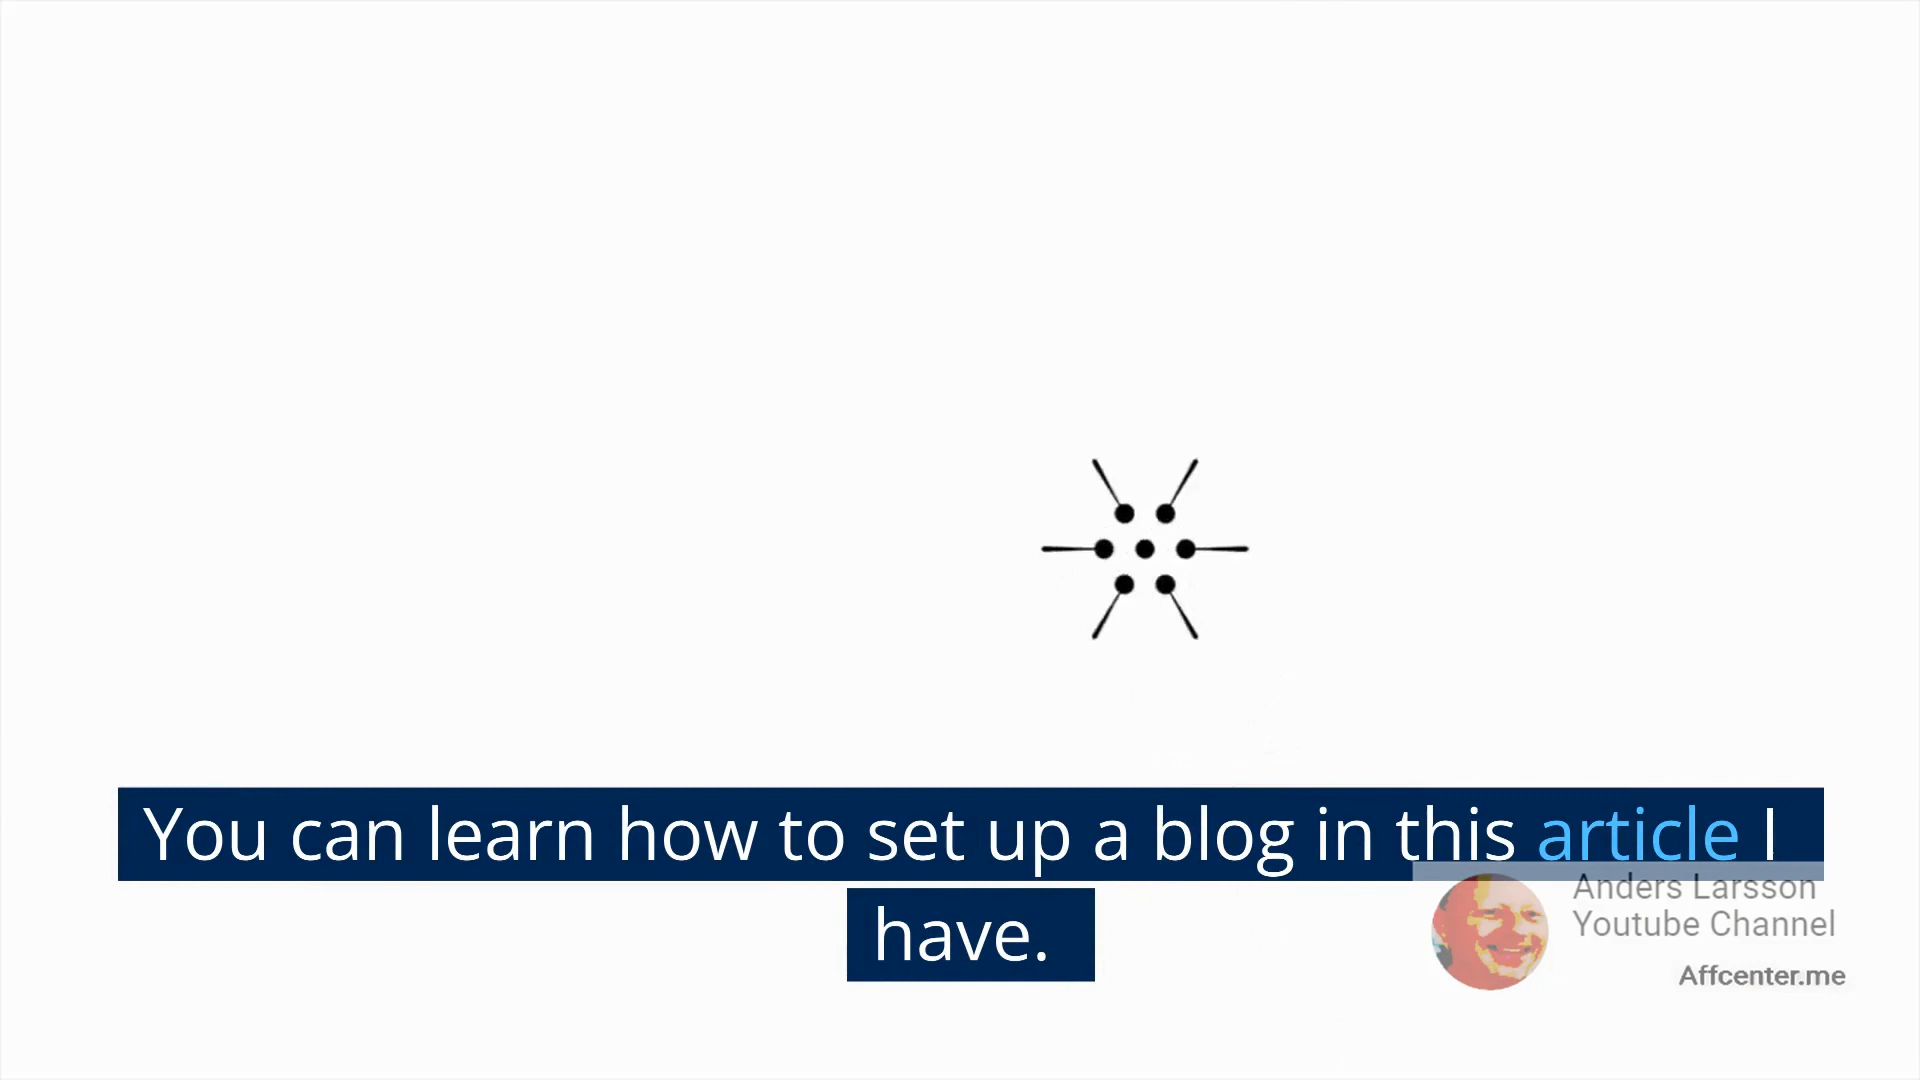 You can learn how to set up a blog in this article I
have.
Anders Larsson
Youtube Channel
Affcenter.me